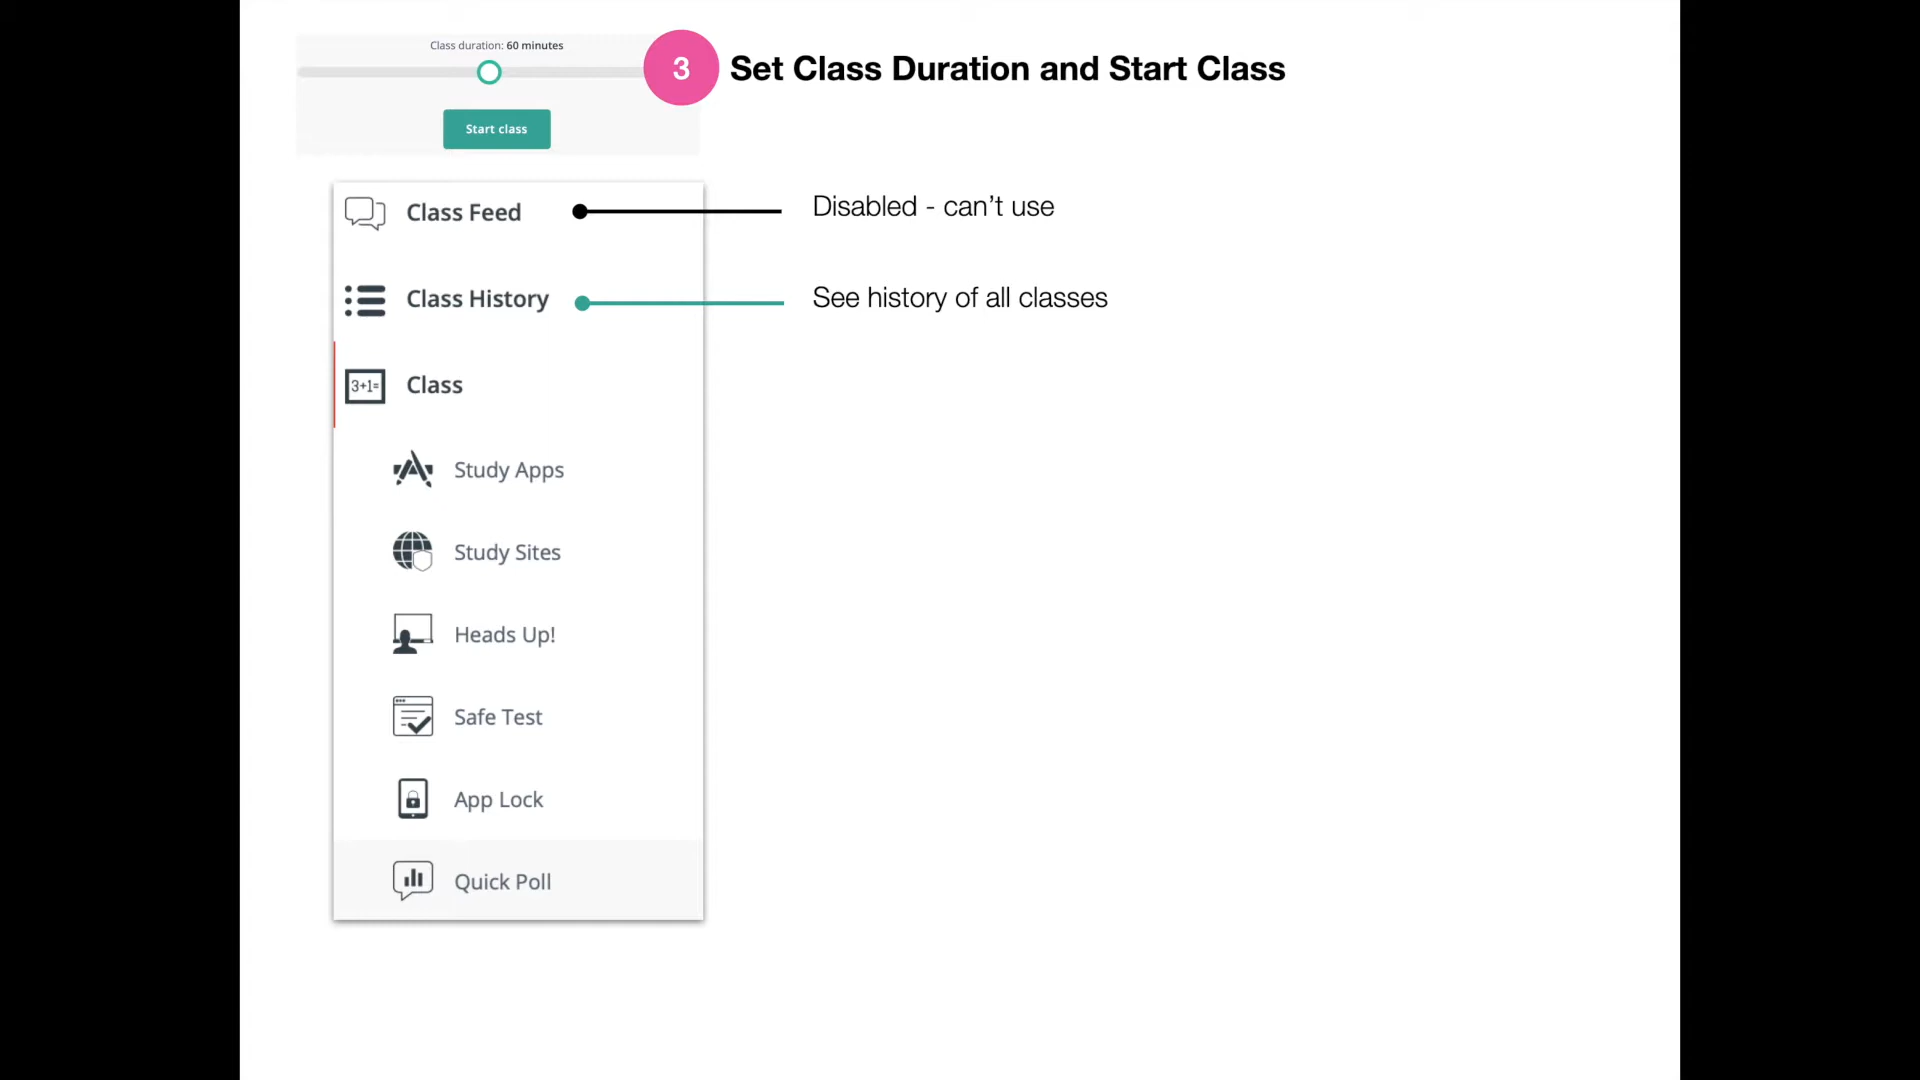 Class duration: 60 minutes
3 Set Class Duration and Start Class
Start class
Class Feed
Disabled - can’t use
Class History
See history of all classes
3+1=
Class
Study Apps
Study Sites
Heads Up!
Safe Test
App Lock
Quick Poll